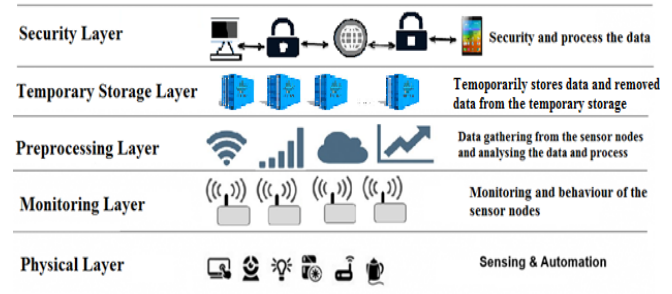 Security Layer
Security and process the data
Temporary Storage Layer
Temoporarily stores data and removed
data from the temporary storage
Preprocessing Layer
Data gathering from the sensor nodes
and analysing the data and process
Monitoring Layer
Monitoring and behaviour of the
sensor nodes
Physical Layer
Sensing & Automation